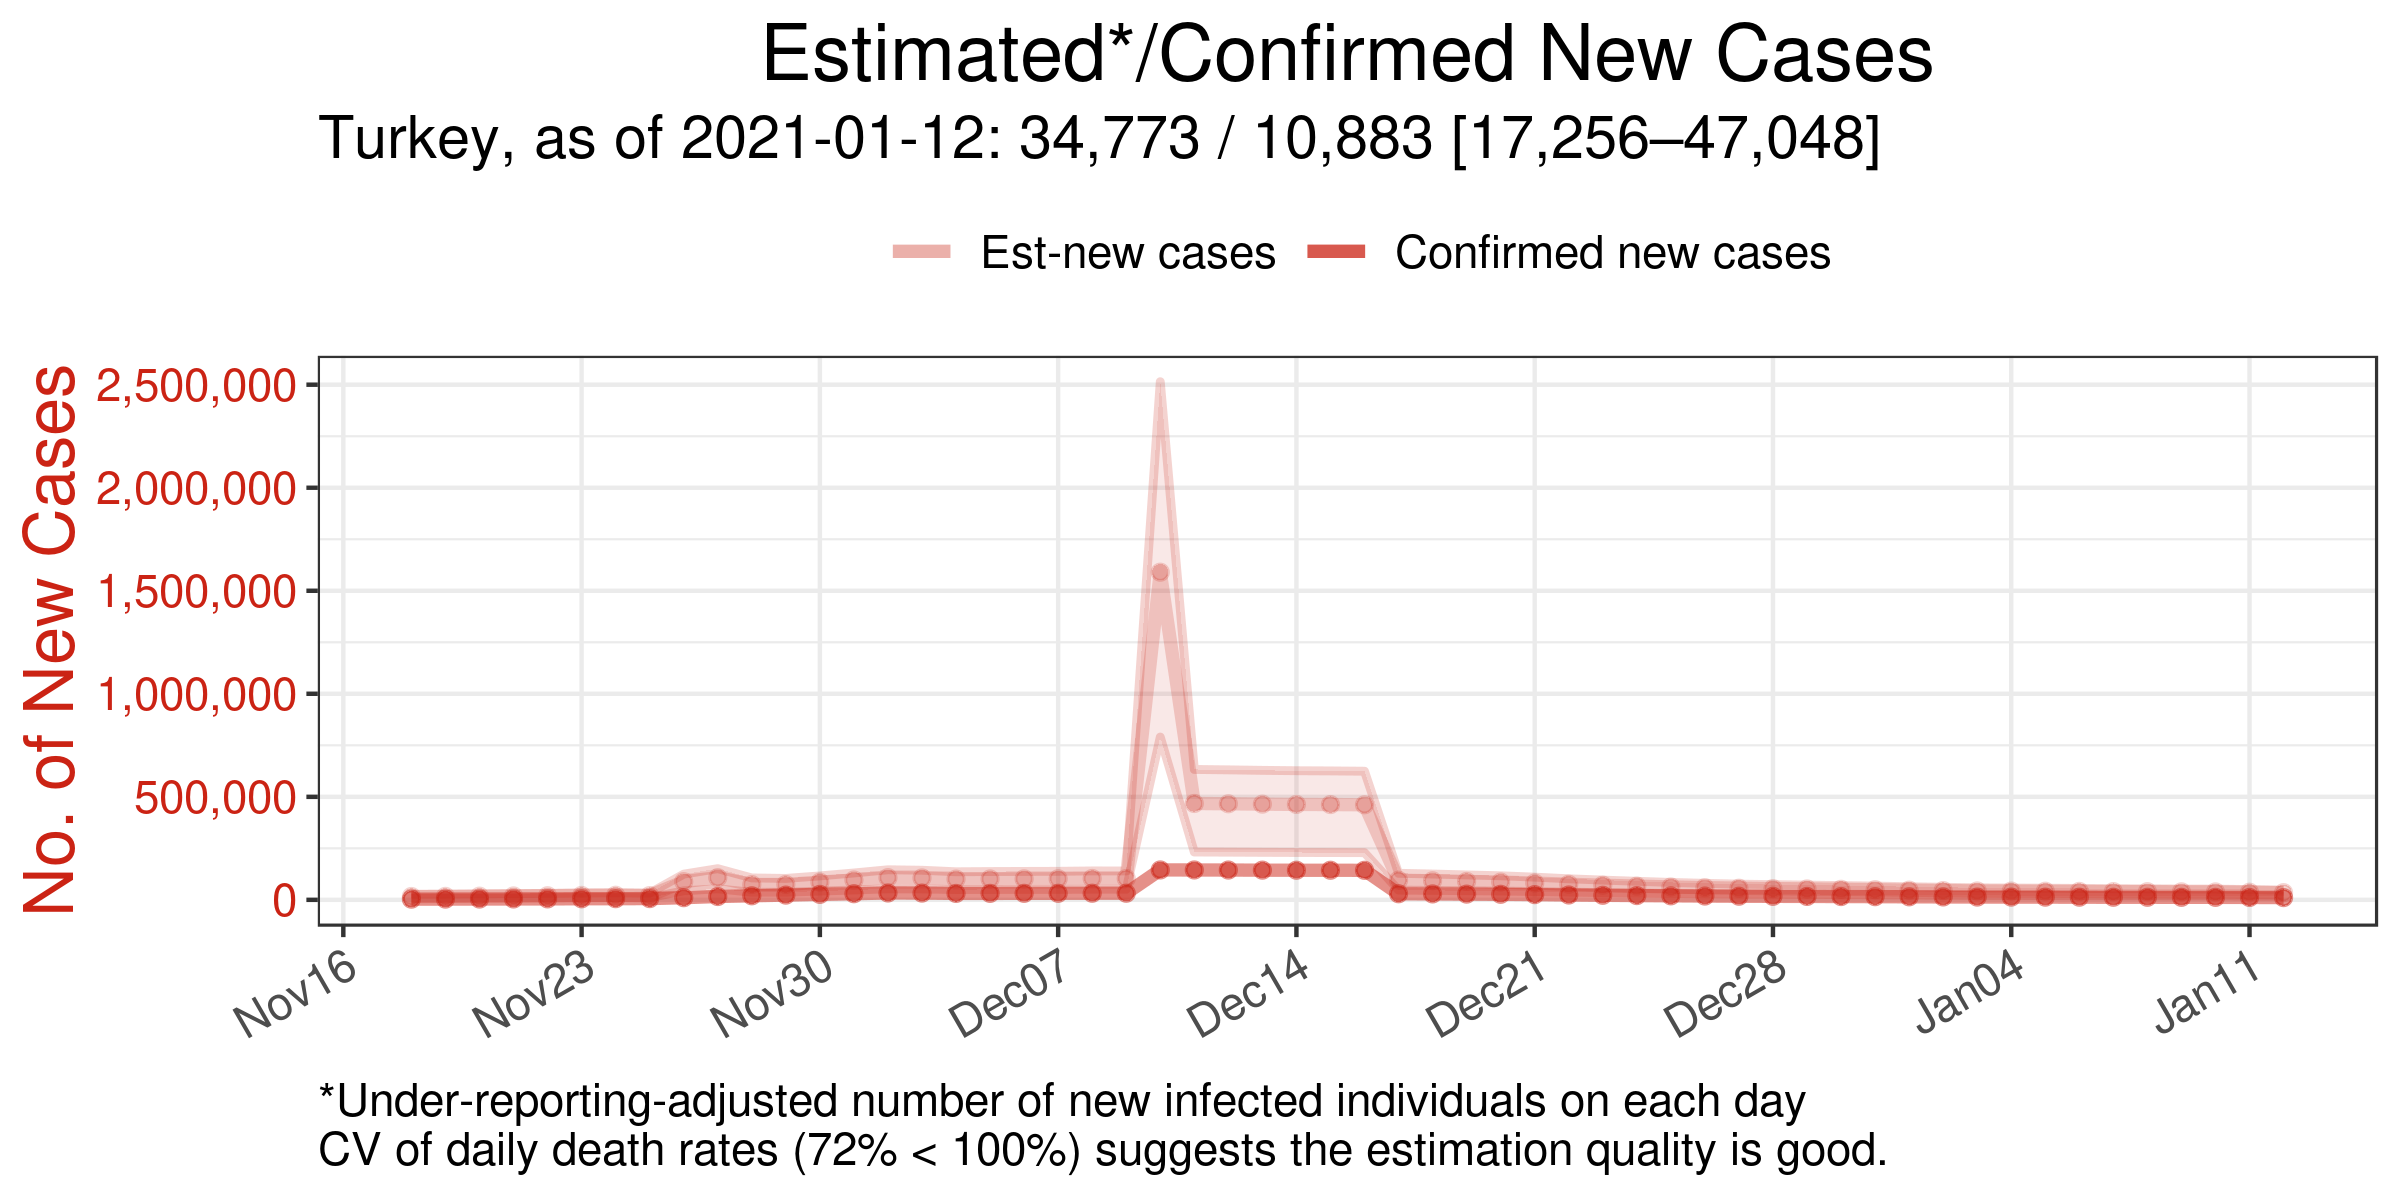 Estimated*/Confirmed New Cases
Turkey, as of 2021-01-12: 34,773 / 10,883 [17,256–47,048]
Est-new cases
Confirmed new cases
No. of New Cases
2,500,000
2,000,000
1,500,000
1,000,000
500,000
0
Nov16
Nov23
Nov30
Dec07
Dec14
Dec21
Dec28
Jan04
Jan11
*Under-reporting-adjusted number of new infected individuals on each day
CV of daily death rates (72% < 100%) suggests the estimation quality is good.